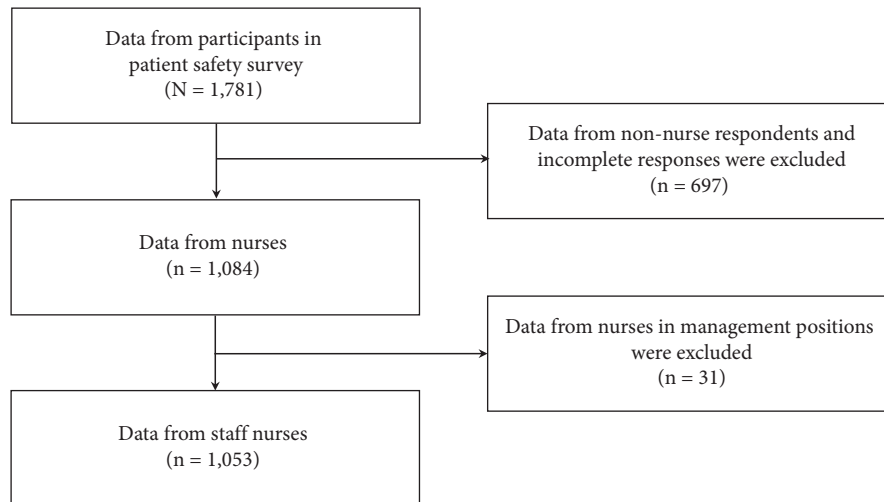 Data from participants in
patient safety survey
(N = 1,781)
Data from non-nurse respondents and
incomplete responses were excluded
(n = 697)
Data from nurses
(n = 1,084)
Data from nurses in management positions
were excluded
(n = 31)
Data from staff nurses
(n = 1,053)